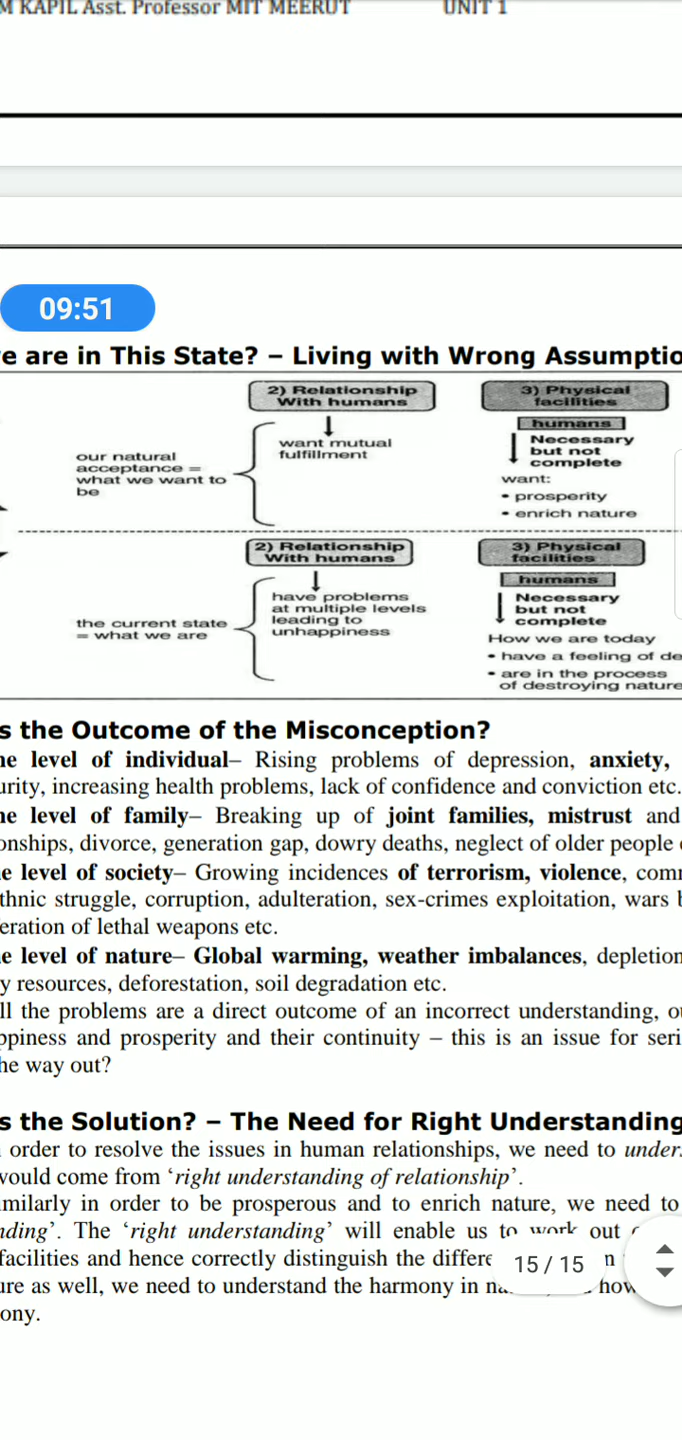 M KAPIL Asst. Professor MIT MEERUT UNIT 1
09:51
e are in This State? – Living with Wrong Assumptio
2) Relationship With humans
3) Physical facilities
humans
our natural
acceptance =
what we want to
be
want mutual
fulfillment
Necessary
but not
complete
want:
• prosperity
• enrich nature
2) Relationship
With humans
3) Physical
facilities
humans
the current state
= what we are
have problems
at multiple levels
leading to
unhappiness
Necessary
but not
complete
How we are today
• have a feeling of de
• are in the process
of destroying nature
s the Outcome of the Misconception?
he level of individual– Rising problems of depression, anxiety,
urity, increasing health problems, lack of confidence and conviction etc.
he level of family– Breaking up of joint families, mistrust and
onships, divorce, generation gap, dowry deaths, neglect of older people
e level of society– Growing incidences of terrorism, violence, comm
thnic struggle, corruption, adulteration, sex-crimes exploitation, wars b
eration of lethal weapons etc.
e level of nature– Global warming, weather imbalances, depletion
y resources, deforestation, soil degradation etc.
ll the problems are a direct outcome of an incorrect understanding, ou
ppiness and prosperity and their continuity – this is an issue for seri
he way out?
s the Solution? – The Need for Right Understanding
order to resolve the issues in human relationships, we need to under
would come from ‘right understanding of relationship’.
imilarly in order to be prosperous and to enrich nature, we need to
nding’. The ‘right understanding’ will enable us to work out
facilities and hence correctly distinguish the differe n
15 / 15
ure as well, we need to understand the harmony in na how
ony.